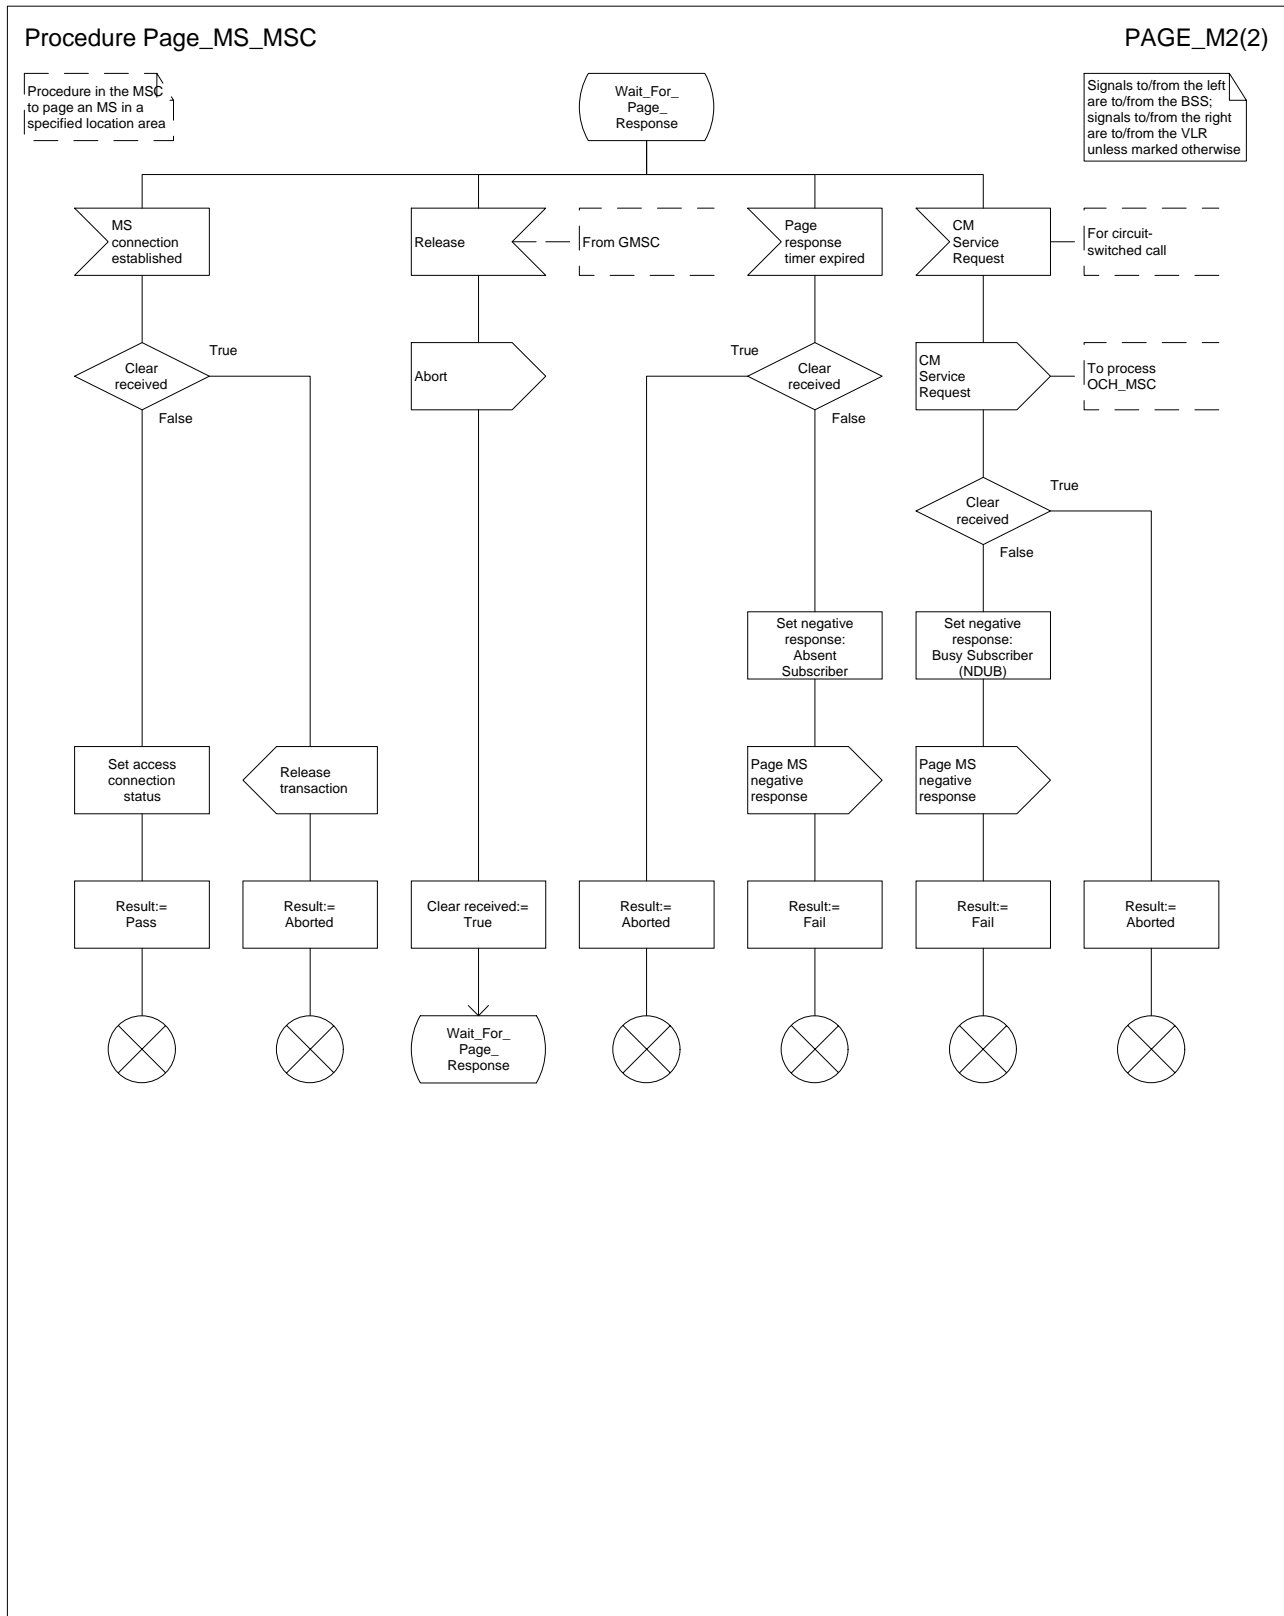 Procedure Page_MS_MSC
PAGE_M2(2)
Procedure in the MSC
to page an MS in a
specified location area
Wait_For_
Page_
Response
Signals to/from the left
are to/from the BSS;
signals to/from the right
are to/from the VLR
unless marked otherwise
MS
connection
established
Release
From GMSC
Page
response
timer expired
CM
Service
Request
For circuit-
switched call
Clear
received
True
False
Abort
Clear
received
True
False
CM
Service
Request
To process
OCH_MSC
Clear
received
True
False
Set negative
response:
Absent
Subscriber
Set negative
response:
Busy Subscriber
(NDUB)
Set access
connection
status
Release
transaction
Page MS
negative
response
Page MS
negative
response
Result:=
Pass
Result:=
Aborted
Clear received:=
True
Result:=
Aborted
Result:=
Fail
Result:=
Fail
Result:=
Aborted
Wait_For_
Page_
Response